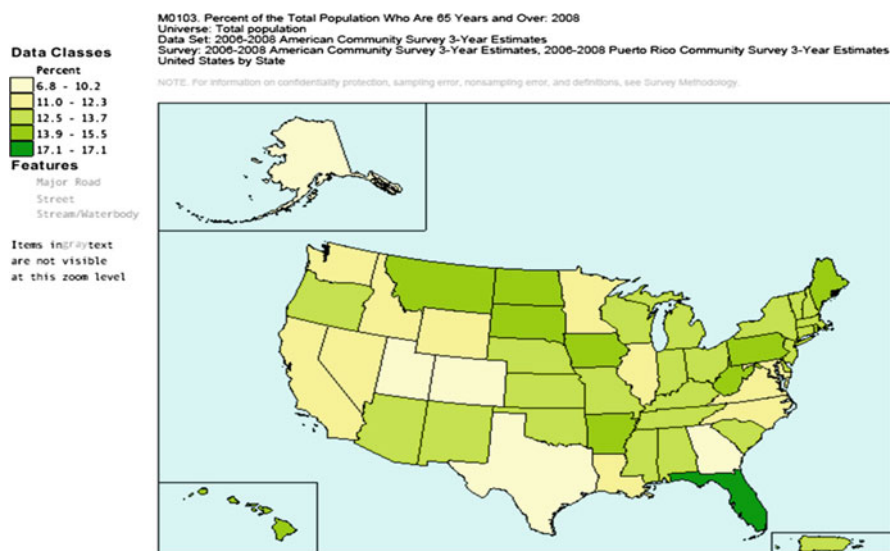 M0103. Percent of the Total Population Who Are 65 Years and Over: 2008
Universe: Total population
Data Set: 2006-2008 American Community Survey 3-Year Estimates
Survey: 2006-2008 American Community Survey 3-Year Estimates, 2006-2008 Puerto Rico Community Survey 3-Year Estimates
United States by State
NOTE. For information on confidentiality protection, sampling error, nonsampling error, and definitions, see Survey Methodology.
Data Classes
Percent
6.8 - 10.2
11.0 - 12.3
12.5 - 13.7
13.9 - 15.5
17.1 - 17.1
Features
Major Road
Street
Stream/Waterbody
Items in gray text
are not visible
at this zoom level